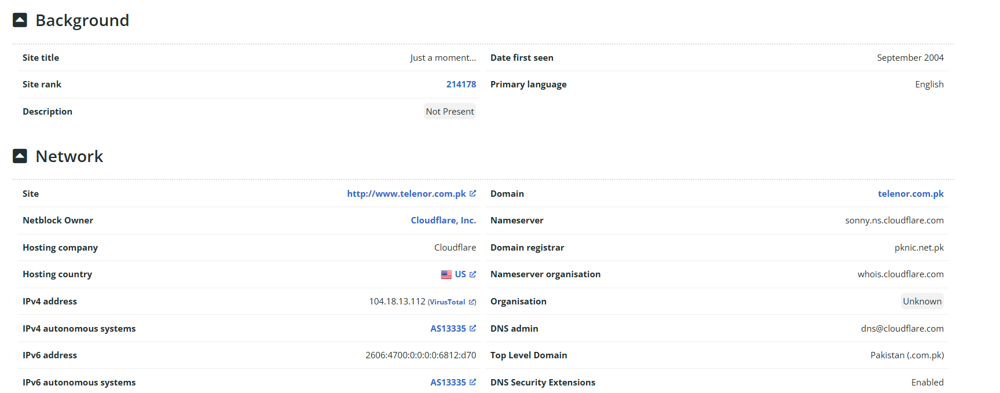 Background
Site title Just a moment... Date first seen September 2004
Site rank 214178 Primary language English
Description Not Present
Network
Site http://www.telenor.com.pk Domain telenor.com.pk
Netblock Owner Cloudflare, Inc. Nameserver sonny.ns.cloudflare.com
Hosting company Cloudflare Domain registrar pknic.net.pk
Hosting country US Nameserver organisation whois.cloudflare.com
IPv4 address 104.18.13.112 (VirusTotal) Organisation Unknown
IPv4 autonomous systems AS13335 DNS admin dns@cloudflare.com
IPv6 address 2606:4700:0:0:0:0:6812:d70 Top Level Domain Pakistan (.com.pk)
IPv6 autonomous systems AS13335 DNS Security Extensions Enabled